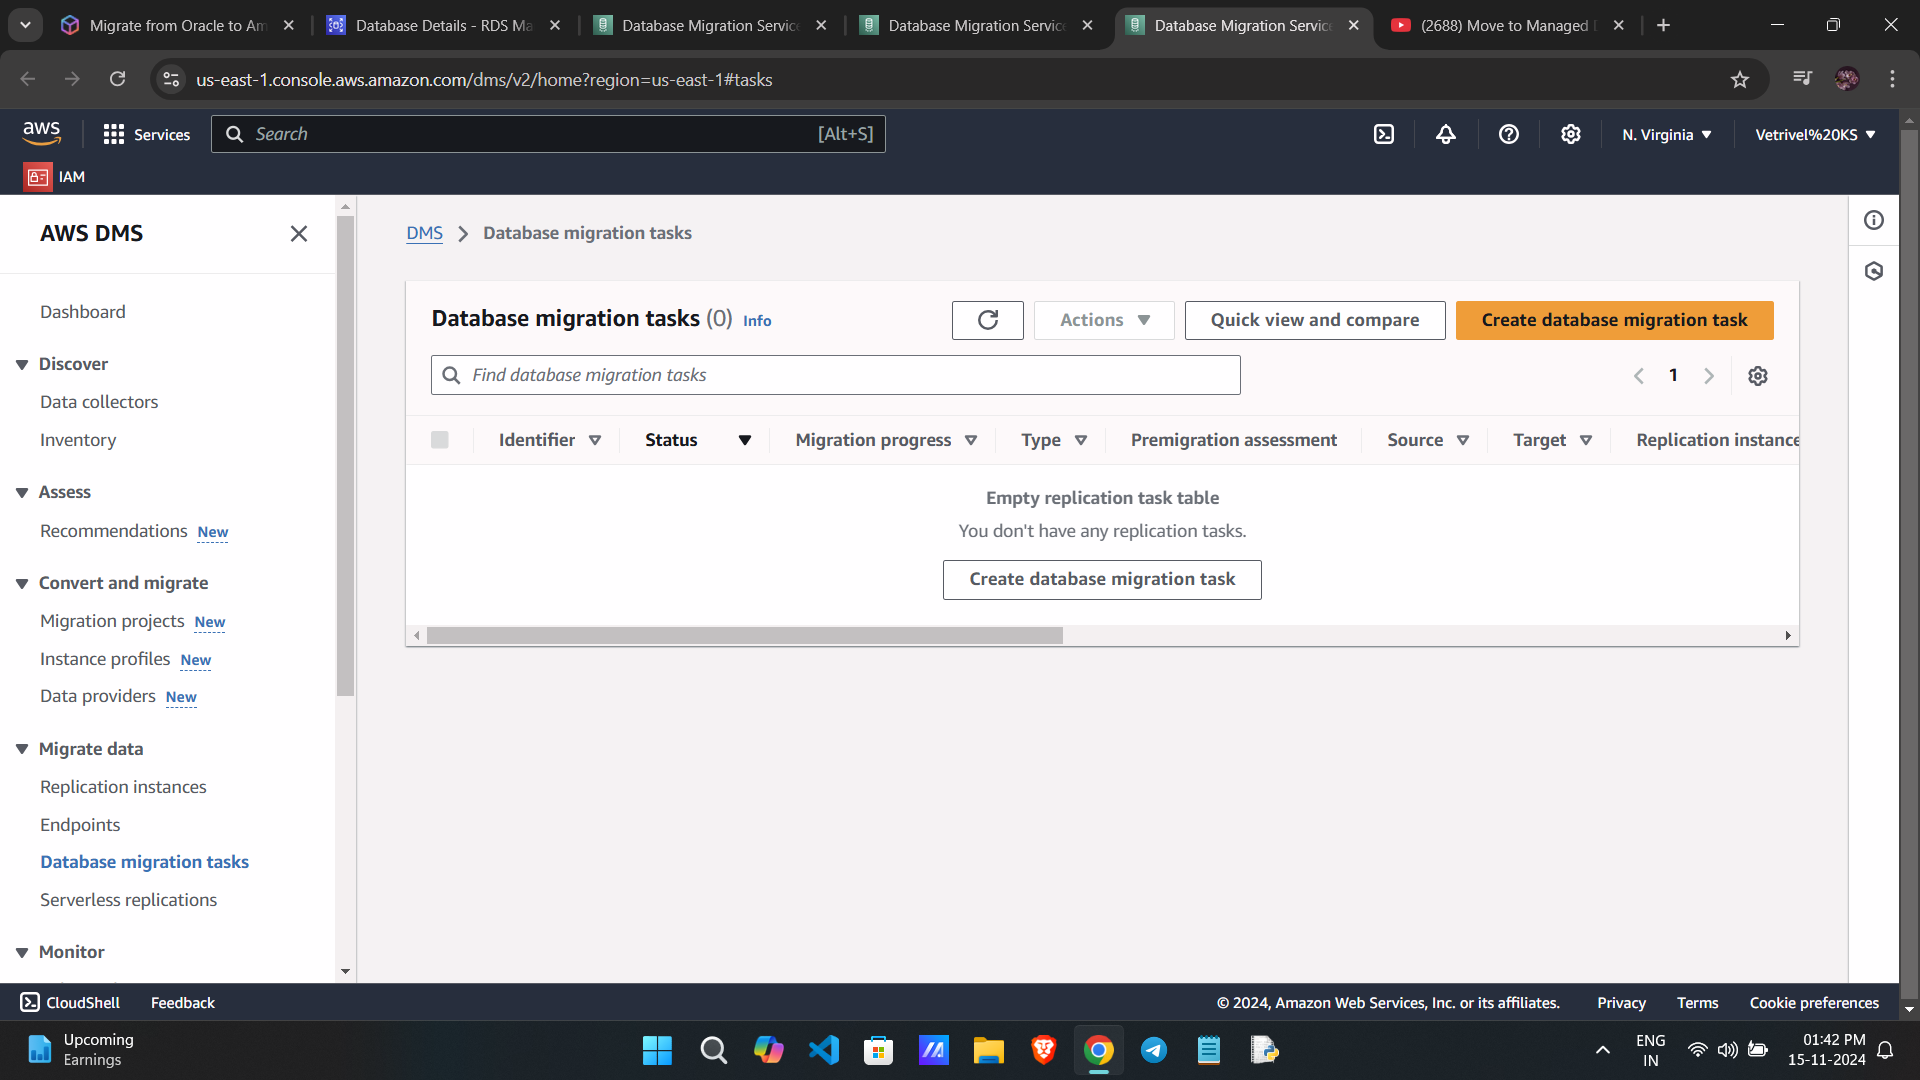 Migrate from Oracle to Am
Database Details - RDS Ma
Database Migration Service
Database Migration Service
Database Migration Service
(2688) Move to Managed
us-east-1.console.aws.amazon.com/dms/v2/home?region=us-east-1#tasks
aws
Services
Search
[Alt+S]
N. Virginia
Vetrivel%20KS
IAM
AWS DMS
Dashboard
Discover
Data collectors
Inventory
Assess
Recommendations New
Convert and migrate
Migration projects New
Instance profiles New
Data providers New
Migrate data
Replication instances
Endpoints
Database migration tasks
Serverless replications
Monitor
DMS
Database migration tasks
Database migration tasks (0) Info
Actions
Quick view and compare
Create database migration task
Find database migration tasks
1
Identifier
Status
Migration progress
Type
Premigration assessment
Source
Target
Replication instance
Empty replication task table
You don't have any replication tasks.
Create database migration task
CloudShell
Feedback
© 2024, Amazon Web Services, Inc. or its affiliates.
Privacy
Terms
Cookie preferences
Upcoming
Earnings
ENG
IN
01:42 PM
15-11-2024